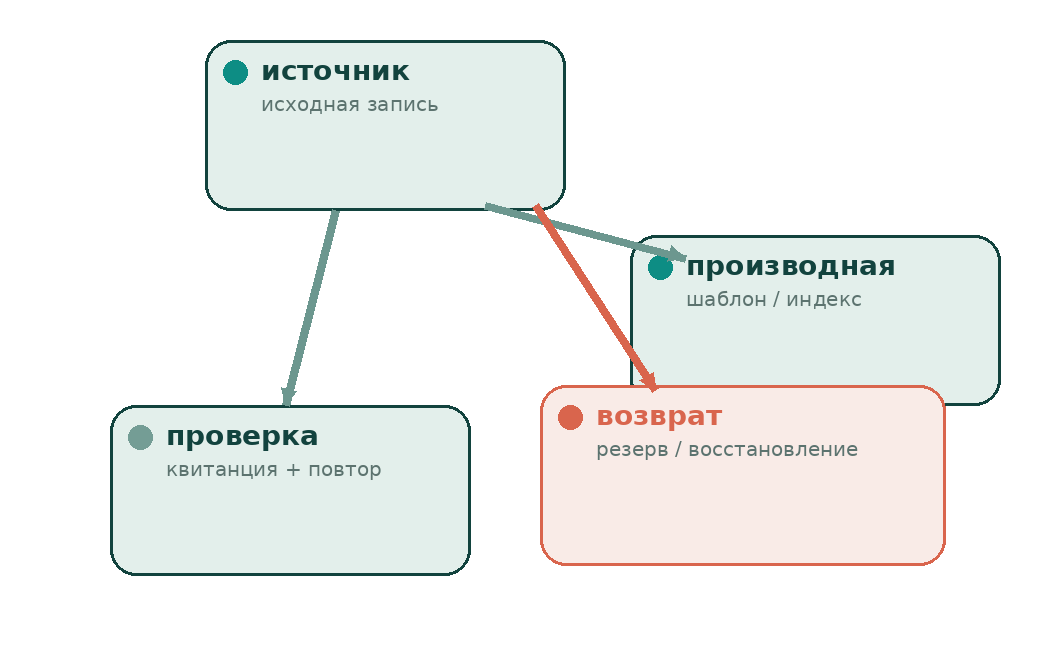 источник
исходная запись
производная
шаблон / индекс
возврат
резерв / восстановление
проверка
квитанция + повтор